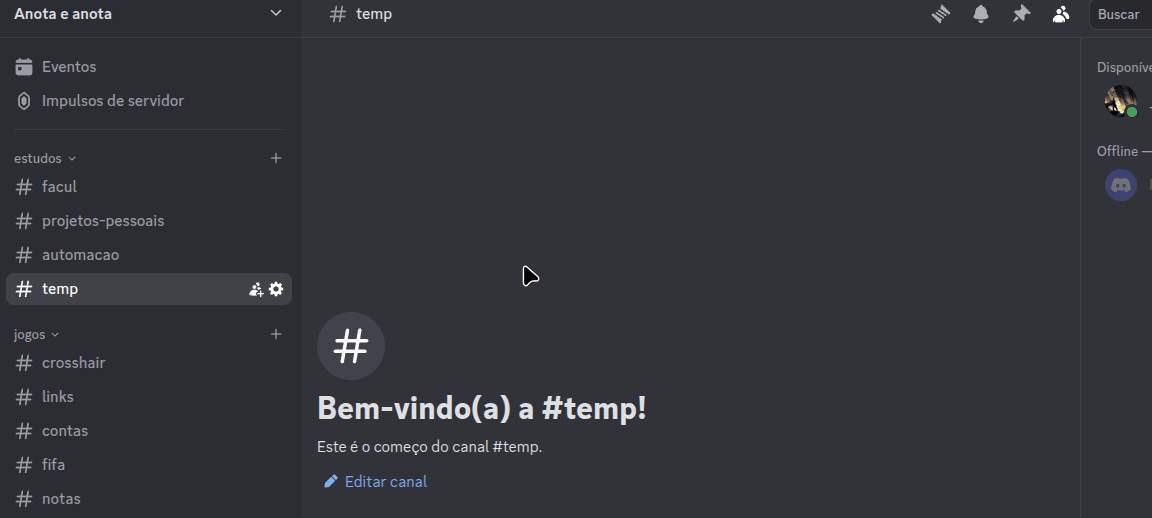 Anota e anota
Eventos
Impulsos de servidor
estudos
facul
projetos-pessoais
automacao
temp
jogos
crosshair
links
contas
fifa
notas
temp
Buscar
Bem-vindo(a) a #temp!
Este é o começo do canal #temp.
Editar canal
Disponíve
Offline —